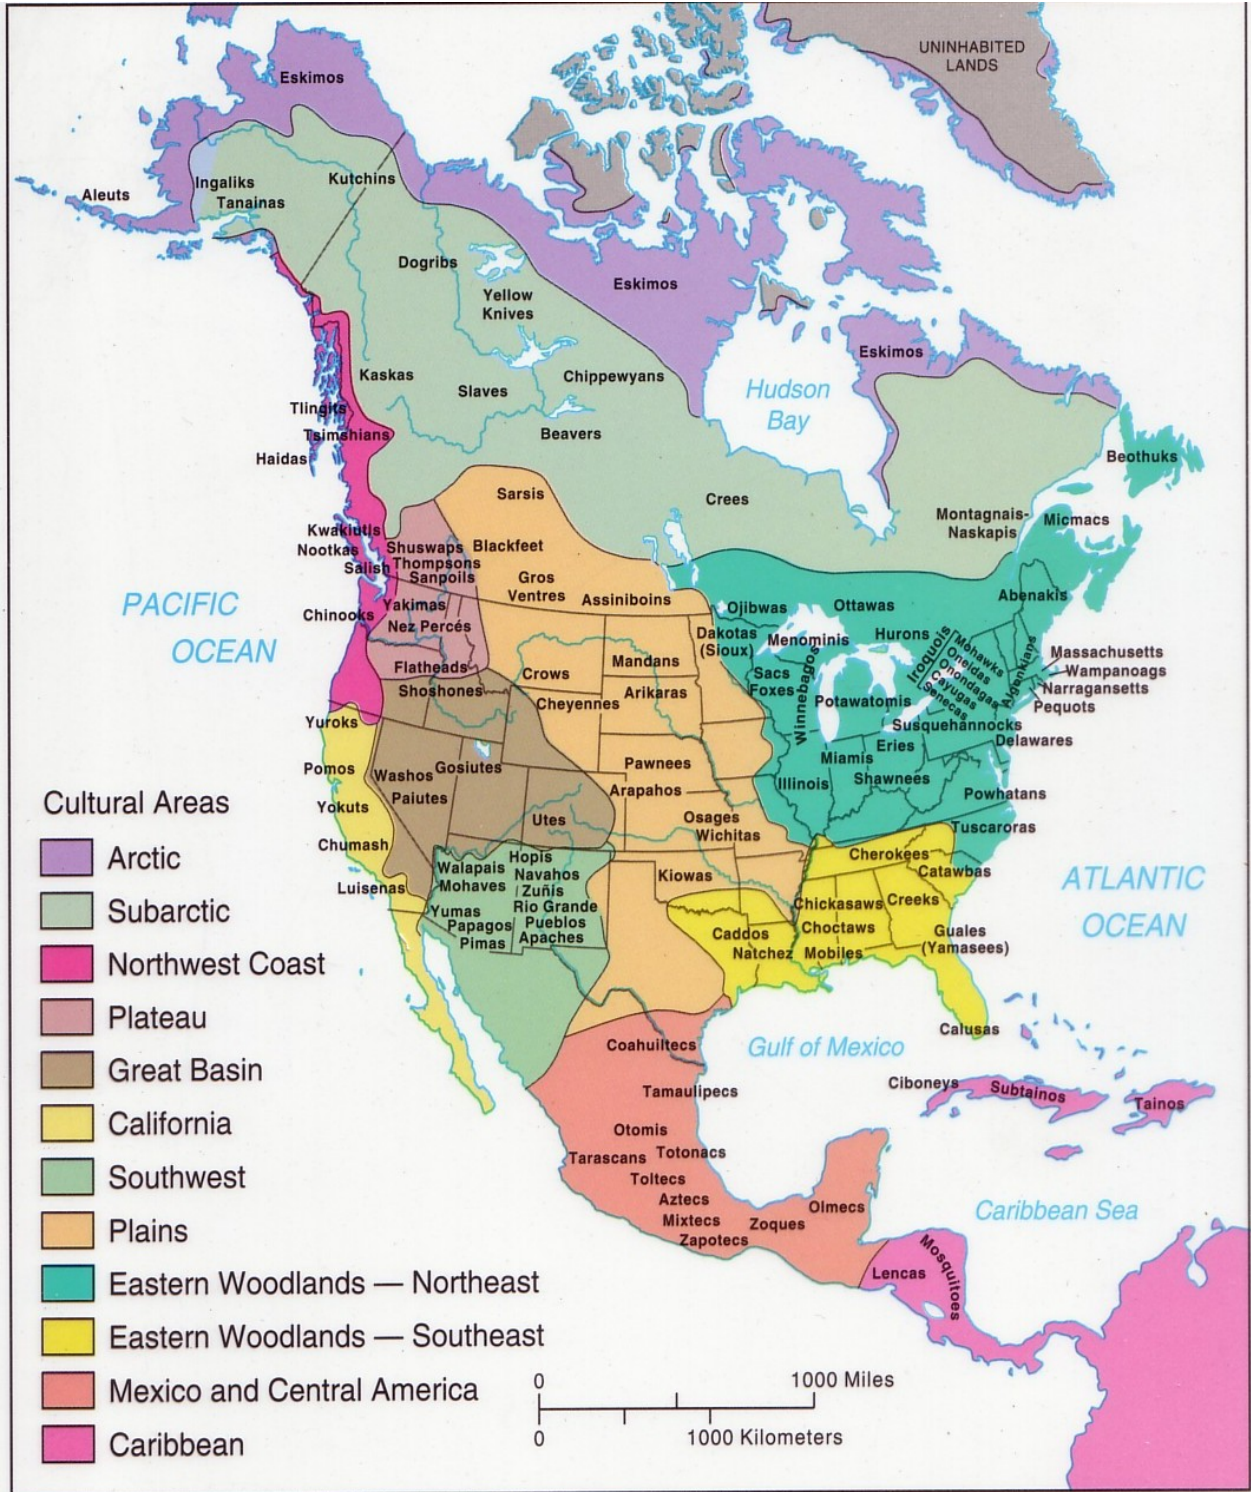 UNINHABITED
LANDS
Eskimos
Aleuts
Ingaliks
Tanainas
Kutchins
Dogribs
Yellow
Knives
Eskimos
Eskimos
Kaskas
Slaves
Chippewyans
Beavers
Hudson
Bay
Tlingits
Tsimshians
Haidas
Beothuks
Sarsis
Crees
Montagnais-
Naskapis
Micmacs
Kwakiutls
Nootkas
Salish
Shuswaps
Thompsons
Sanpoils
Blackfeet
Gros
Ventres
Assiniboins
PACIFIC
OCEAN
Chinooks
Yakimas
Nez Percés
Flatheads
Shoshones
Crows
Cheyennes
Mandans
Arikaras
Dakotas
(Sioux)
Ojibwas
Ottawas
Menominis
Hurons
Abenakis
Sacs
Foxes
Winnebagos
Potawatomis
Iroquois
Mohawks
Oneidas
Onondagas
Cayugas
Senecas
Massachusetts
Wampanoags
Narragansetts
Pequots
Susquehannocks
Delawares
Yuroks
Pomos
Yokuts
Chumash
Luisenas
Washos
Gosiutes
Paiutes
Utes
Pawnees
Arapahos
Osages
Wichitas
Kiowas
Miamis
Eries
Illinois
Shawnees
Powhatans
Tuscaroras
Cherokees
Catawbas
Chickasaws
Creeks
Choctaws
Guales
(Yamasees)
Caddos
Natchez
Mobiles
Calusas
Walapais
Mohaves
Yumas
Papagos
Pimas
Hopis
Navahos
Zuñis
Rio Grande
Pueblos
Apaches
ATLANTIC
OCEAN
Gulf of Mexico
Ciboneys
Subtainos
Tainos
Coahuiltecs
Tamaulipecs
Otomis
Tarascans
Totonacs
Toltecs
Aztecs
Mixtecs
Zapotecs
Zoques
Olmecs
Caribbean Sea
Lencas
Mosquitoes
Cultural Areas
Arctic
Subarctic
Northwest Coast
Plateau
Great Basin
California
Southwest
Plains
Eastern Woodlands — Northeast
Eastern Woodlands — Southeast
Mexico and Central America
Caribbean
0 1000 Miles
0 1000 Kilometers